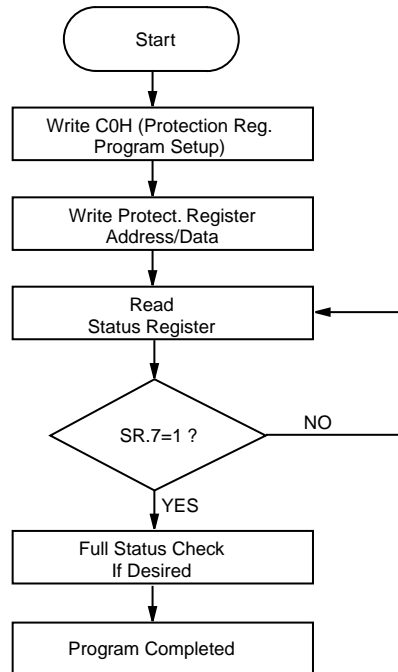 Start
Write C0H (Protection Reg.
Program Setup)
Write Protect. Register
Address/Data
Read
Status Register
SR.7=1 ?
NO
YES
Full Status Check
If Desired
Program Completed